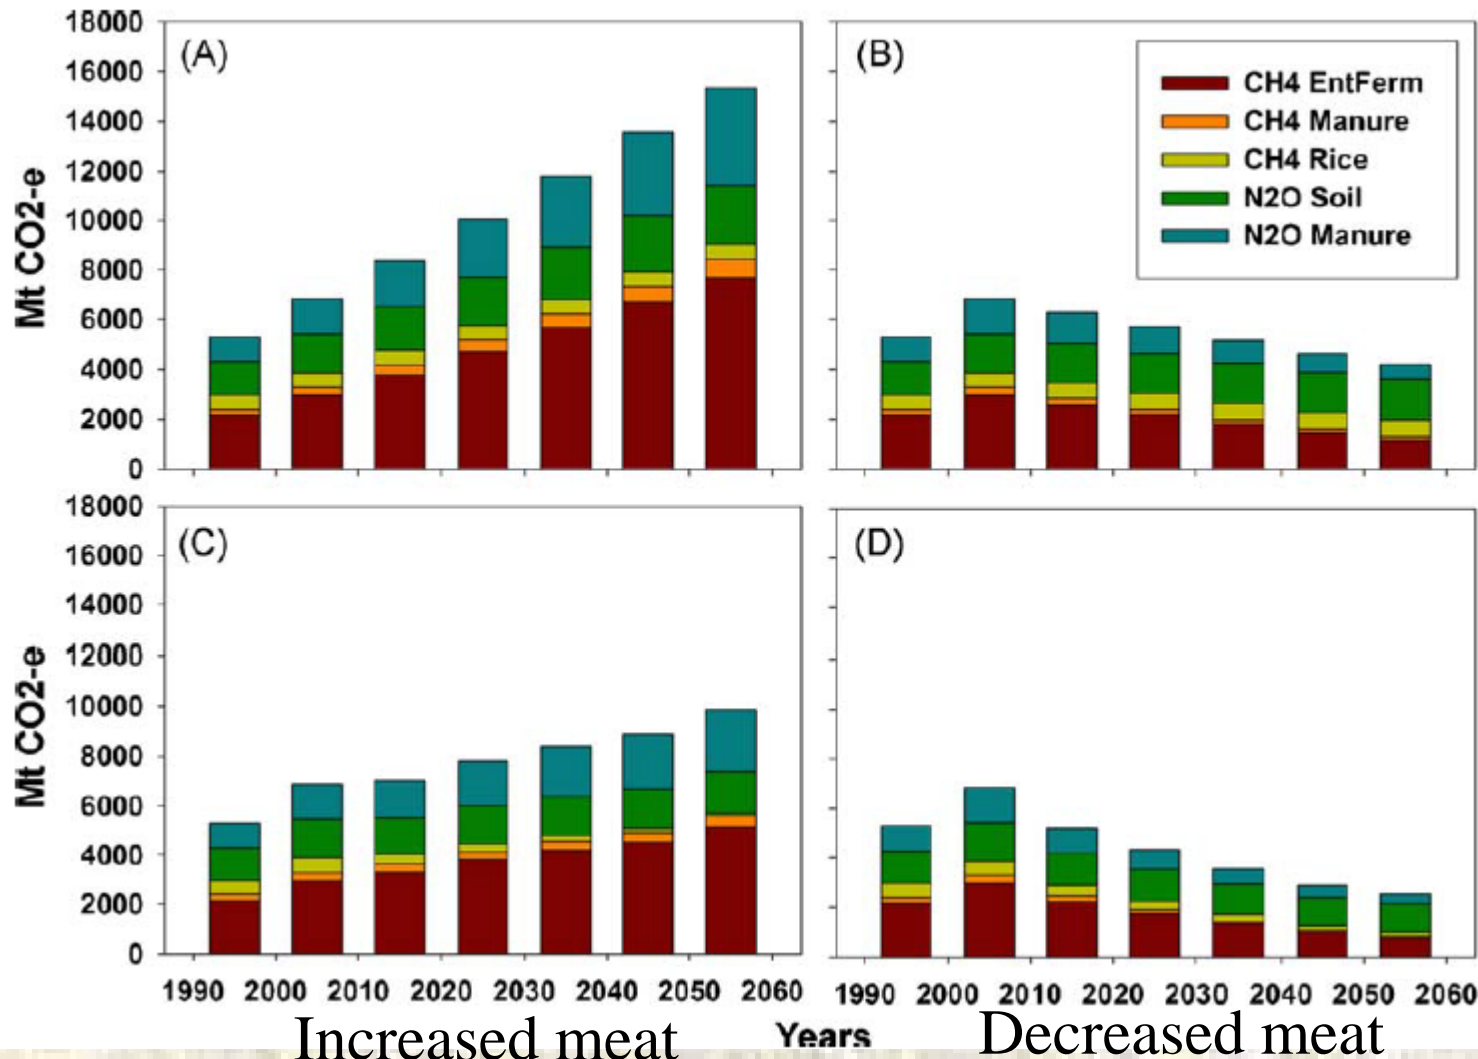 18000
16000
14000
12000
10000
8000
6000
4000
2000
0
Mt CO2-e
(A)
(B)
CH4 EntFerm
CH4 Manure
CH4 Rice
N2O Soil
N2O Manure
18000
16000
14000
12000
10000
8000
6000
4000
2000
0
Mt CO2-e
(C)
(D)
1990 2000 2010 2020 2030 2040 2050 2060
1990 2000 2010 2020 2030 2040 2050 2060
Increased meat
Years
Decreased meat